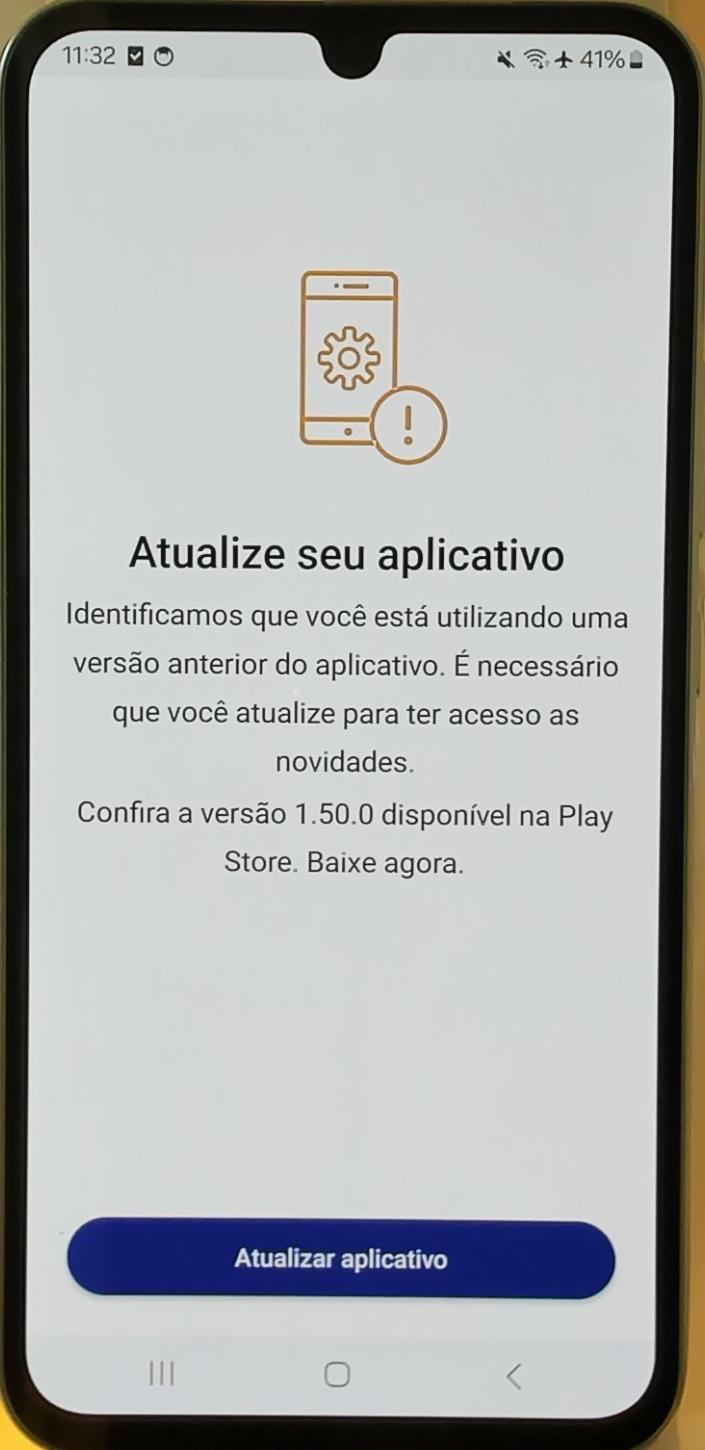 11:32
41%
Atualize seu aplicativo
Identificamos que você está utilizando uma
versão anterior do aplicativo. É necessário
que você atualize para ter acesso as
novidades.
Confira a versão 1.50.0 disponível na Play
Store. Baixe agora.
Atualizar aplicativo